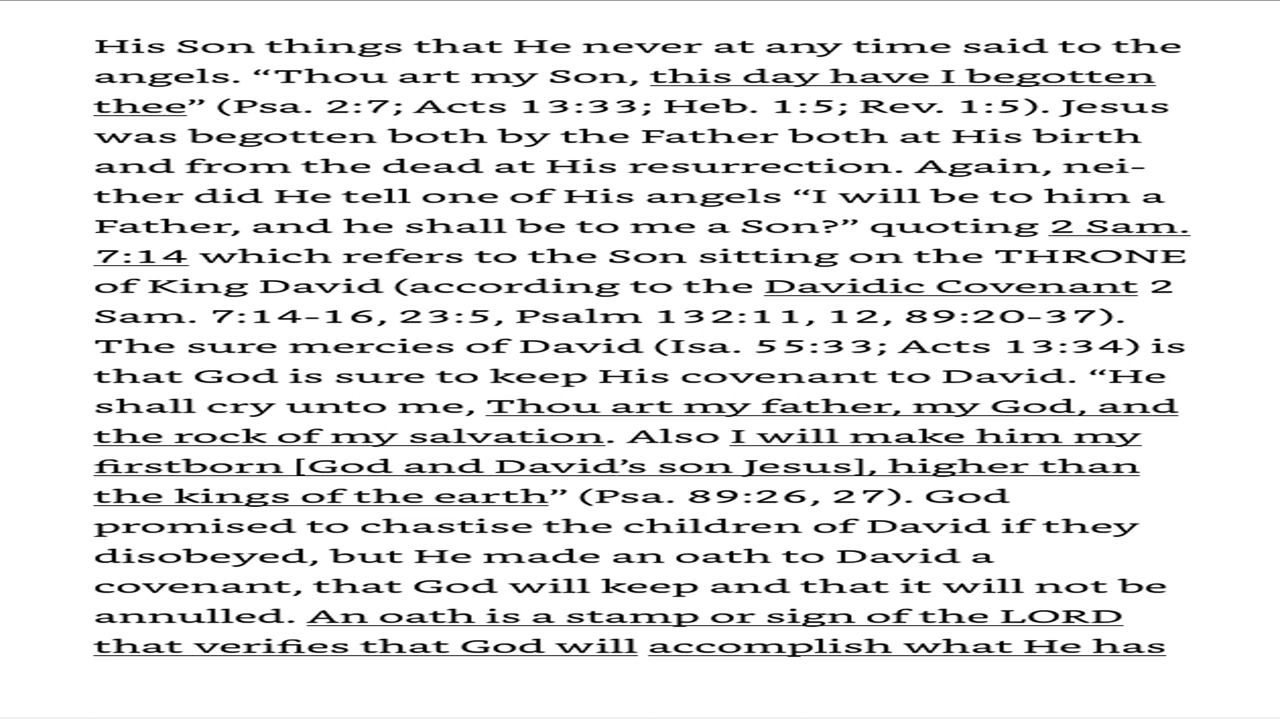 His Son things that He never at any time said to the
angels. “Thou art my Son, this day have I begotten
thee” (Psa. 2:7; Acts 13:33; Heb. 1:5; Rev. 1:5). Jesus
was begotten both by the Father both at His birth
and from the dead at His resurrection. Again, nei-
ther did He tell one of His angels “I will be to him a
Father, and he shall be to me a Son?” quoting 2 Sam.
7:14 which refers to the Son sitting on the THRONE
of King David (according to the Davidic Covenant 2
Sam. 7:14-16, 23:5, Psalm 132:11, 12, 89:20-37).
The sure mercies of David (Isa. 55:33; Acts 13:34) is
that God is sure to keep His covenant to David. “He
shall cry unto me, Thou art my father, my God, and
the rock of my salvation. Also I will make him my
firstborn [God and David’s son Jesus], higher than
the kings of the earth” (Psa. 89:26, 27). God
promised to chastise the children of David if they
disobeyed, but He made an oath to David a
covenant, that God will keep and that it will not be
annulled. An oath is a stamp or sign of the LORD
that verifies that God will accomplish what He has